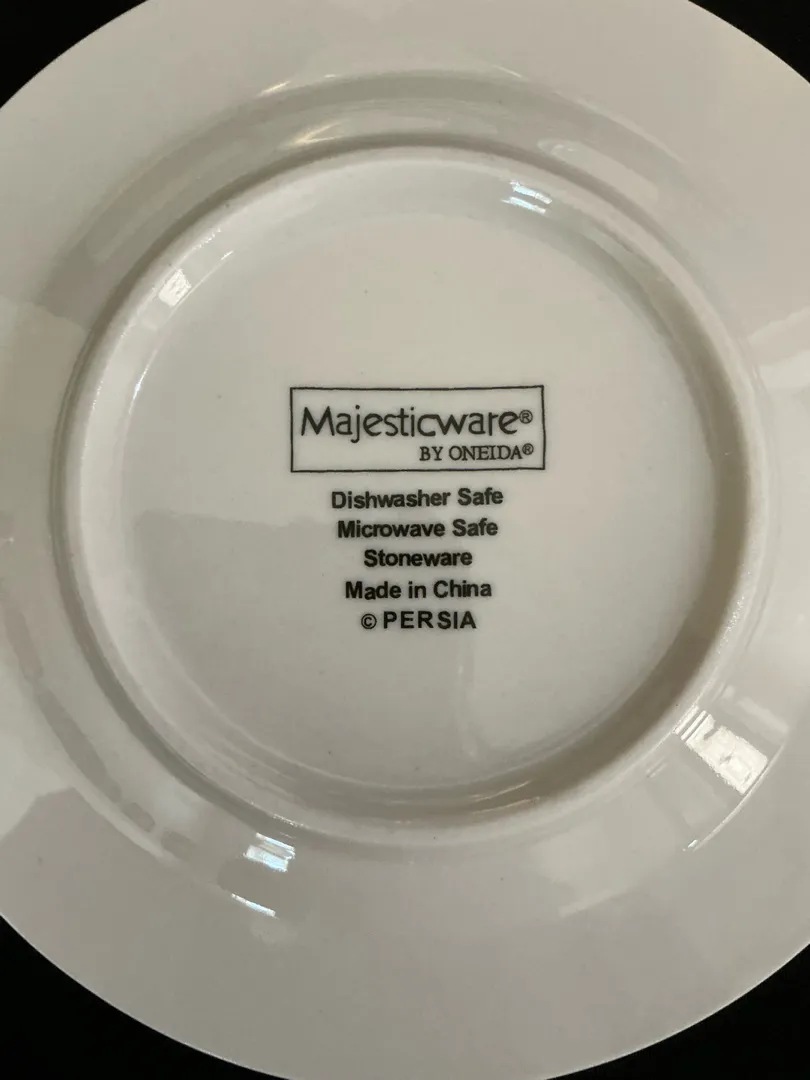 Majesticware®
BY ONEIDA®
Dishwasher Safe
Microwave Safe
Stoneware
Made in China
© PERSIA